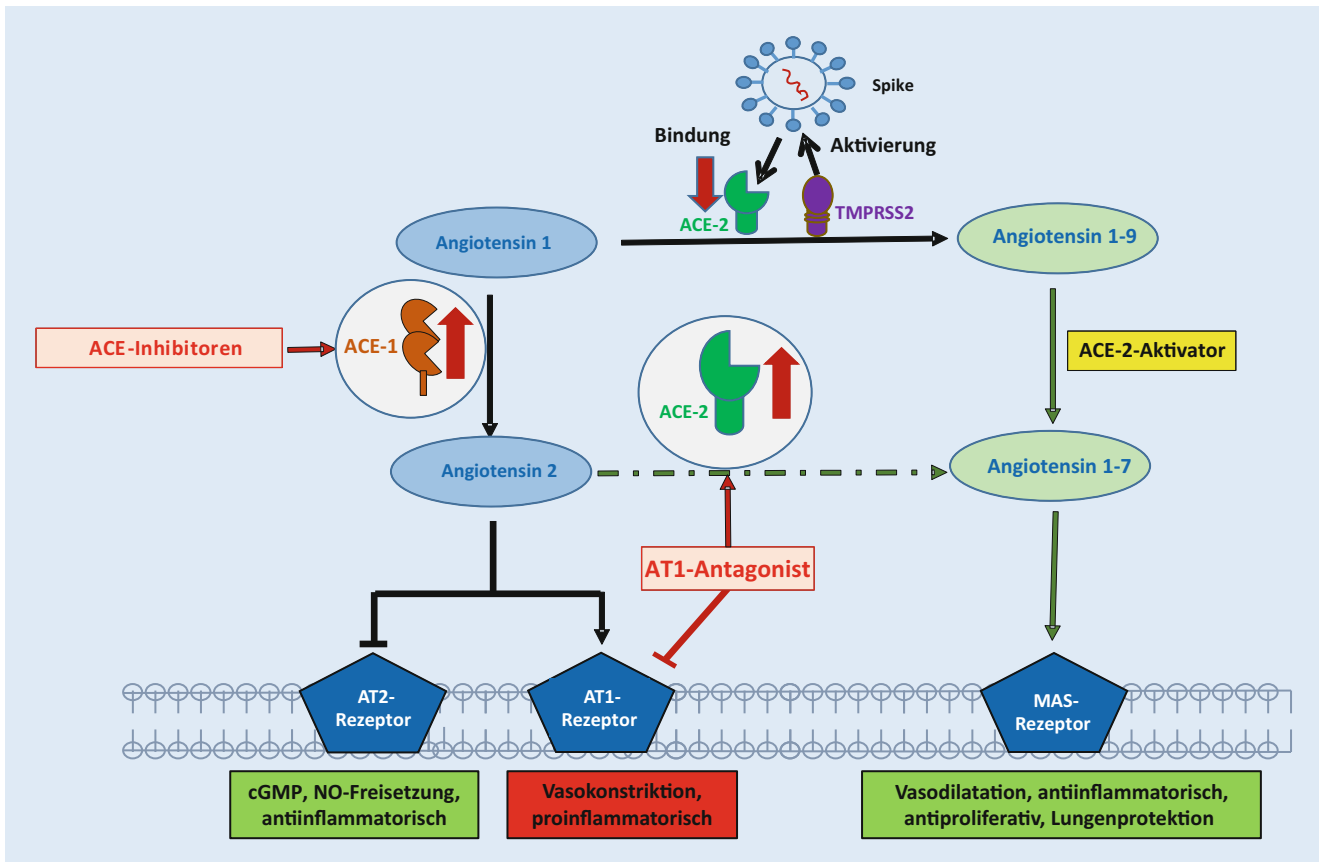 Spike
Bindung
Aktivierung
ACE-2
TMPRSS2
Angiotensin 1
Angiotensin 1-9
ACE-Inhibitoren
ACE-1
ACE-2
ACE-2-Aktivator
Angiotensin 2
Angiotensin 1-7
AT1-Antagonist
AT2-
Rezeptor
AT1-
Rezeptor
MAS-
Rezeptor
cGMP, NO-Freisetzung,
antiinflammatorisch
Vasokonstriktion,
proinflammatorisch
Vasodilatation, antiinflammatorisch,
antiproliferativ, Lungenprotektion